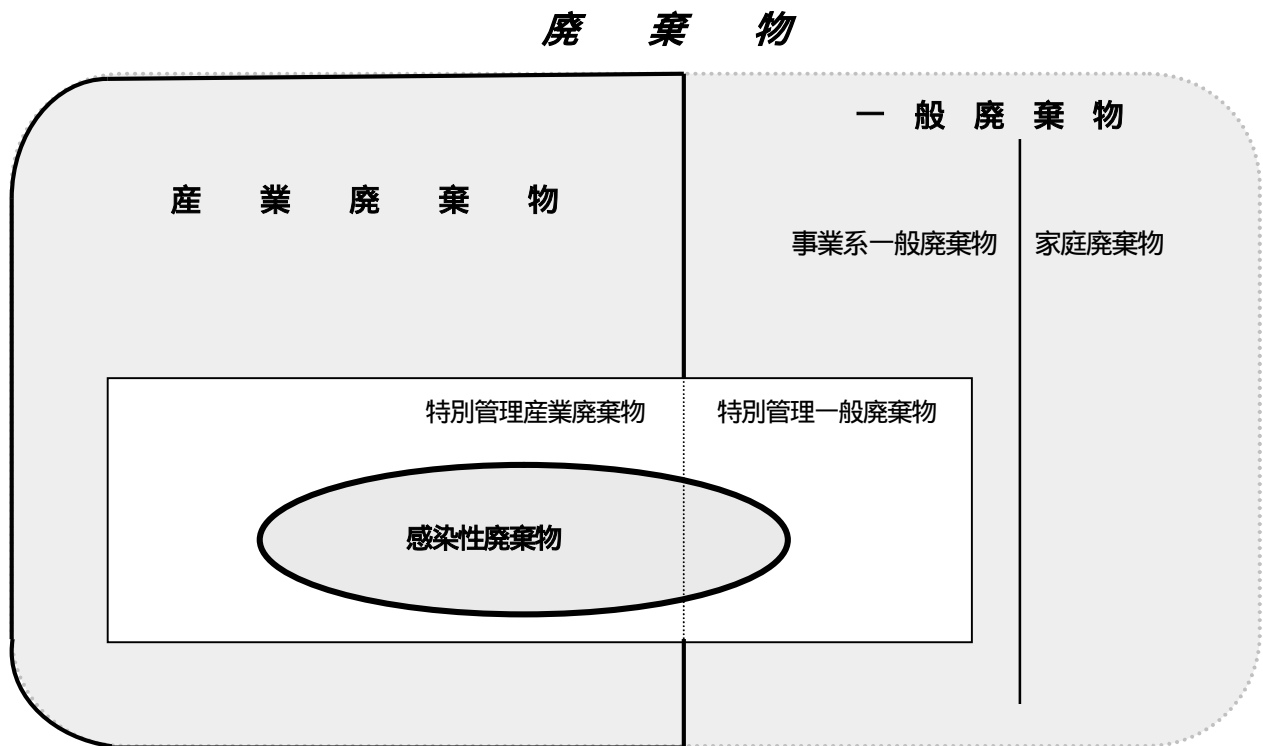 廃棄物
一般廃棄物
産業廃棄物
事業系一般廃棄物
家庭廃棄物
特別管理産業廃棄物
特別管理一般廃棄物
感染性廃棄物